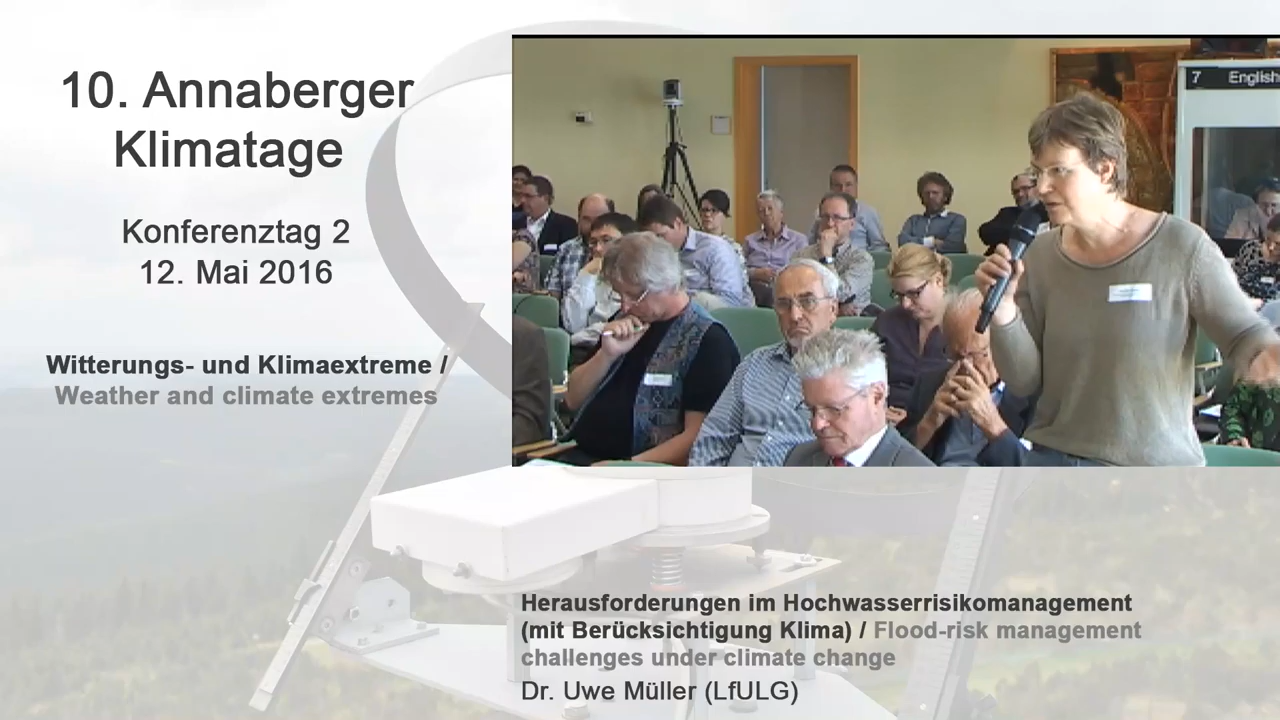 10. Annaberger
Klimatage
Konferenztag 2
12. Mai 2016
Witterungs- und Klimaextreme /
Weather and climate extremes
7 English
Herausforderungen im Hochwasserrisikomanagement
(mit Berücksichtigung Klima) / Flood-risk management
challenges under climate change
Dr. Uwe Müller (LfULG)